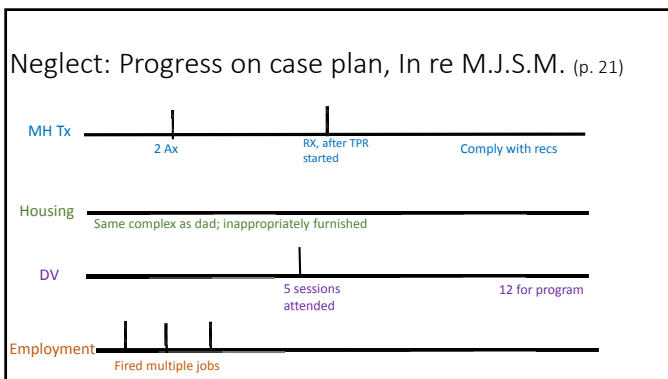 Neglect: Progress on case plan, In re M.J.S.M. (p. 21)
MH Tx
2 Ax
RX, after TPR
started
Comply with recs
Housing
Same complex as dad; inappropriately furnished
DV
5 sessions
attended
12 for program
Employment
Fired multiple jobs